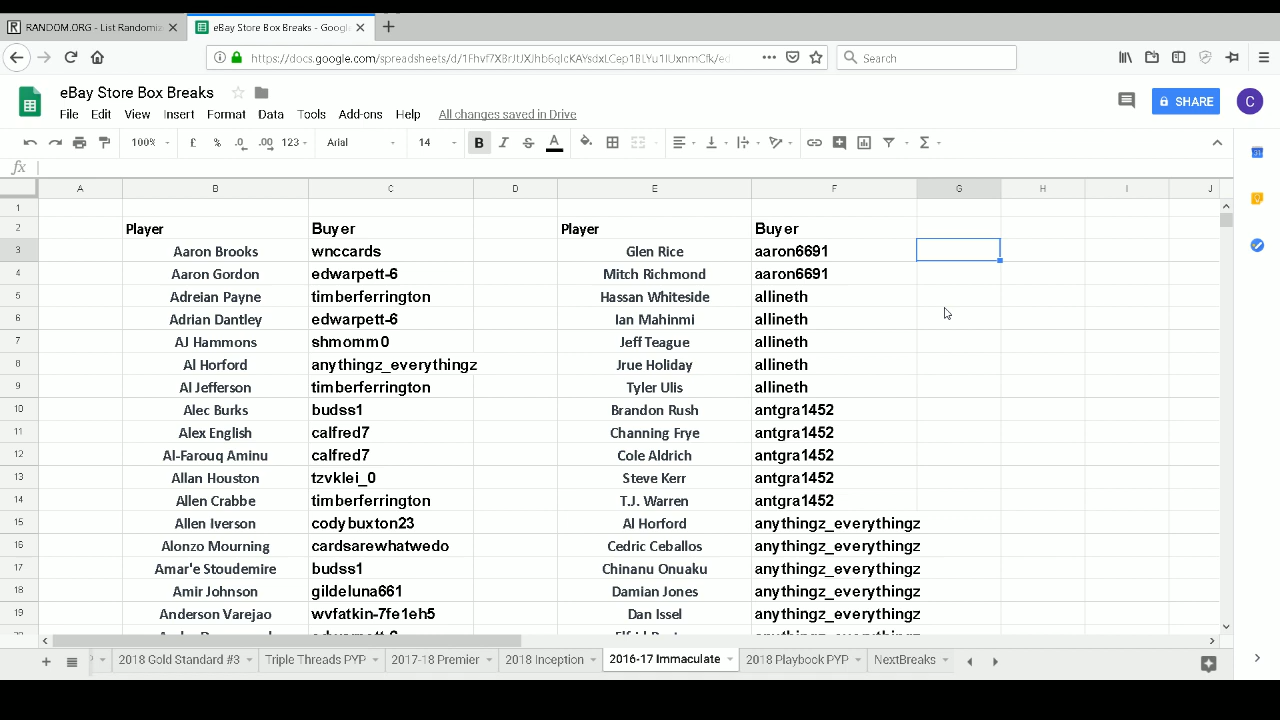 RANDOM.ORG - List Randomiz
eBay Store Box Breaks - Googl
Search
eBay Store Box Breaks
File Edit View Insert Format Data Tools Add-ons Help All changes saved in Drive
SHARE
C
100% £ % .0 .00 123 Arial 14 B I S A
fx
A B C D E F G H I J
1
2 Player Buyer Player Buyer
3 Aaron Brooks wnccards Glen Rice aaron6691
4 Aaron Gordon edwarpett-6 Mitch Richmond aaron6691
5 Adreian Payne timberferrington Hassan Whiteside allineth
6 Adrian Dantley edwarpett-6 Ian Mahinmi allineth
7 AJ Hammons shmomm0 Jeff Teague allineth
8 Al Horford anythingz_everythingz Jrue Holiday allineth
9 Al Jefferson timberferrington Tyler Ulis allineth
10 Alec Burks budss1 Brandon Rush antgra1452
11 Alex English calfred7 Channing Frye antgra1452
12 Al-Farouq Aminu calfred7 Cole Aldrich antgra1452
13 Allan Houston tzvklei_0 Steve Kerr antgra1452
14 Allen Crabbe timberferrington T.J. Warren antgra1452
15 Allen Iverson codybuxton23 Al Horford anythingz_everythingz
16 Alonzo Mourning cardsarewhatwedo Cedric Ceballos anythingz_everythingz
17 Amar'e Stoudemire budss1 Chinanu Onuaku anythingz_everythingz
18 Amir Johnson gildeluna661 Damian Jones anythingz_everythingz
19 Anderson Varejao wvfatkin-7fe1eh5 Dan Issel anythingz_everythingz
2018 Gold Standard #3 Triple Threads PYP 2017-18 Premier 2018 Inception 2016-17 Immaculate 2018 Playbook PYP NextBreaks